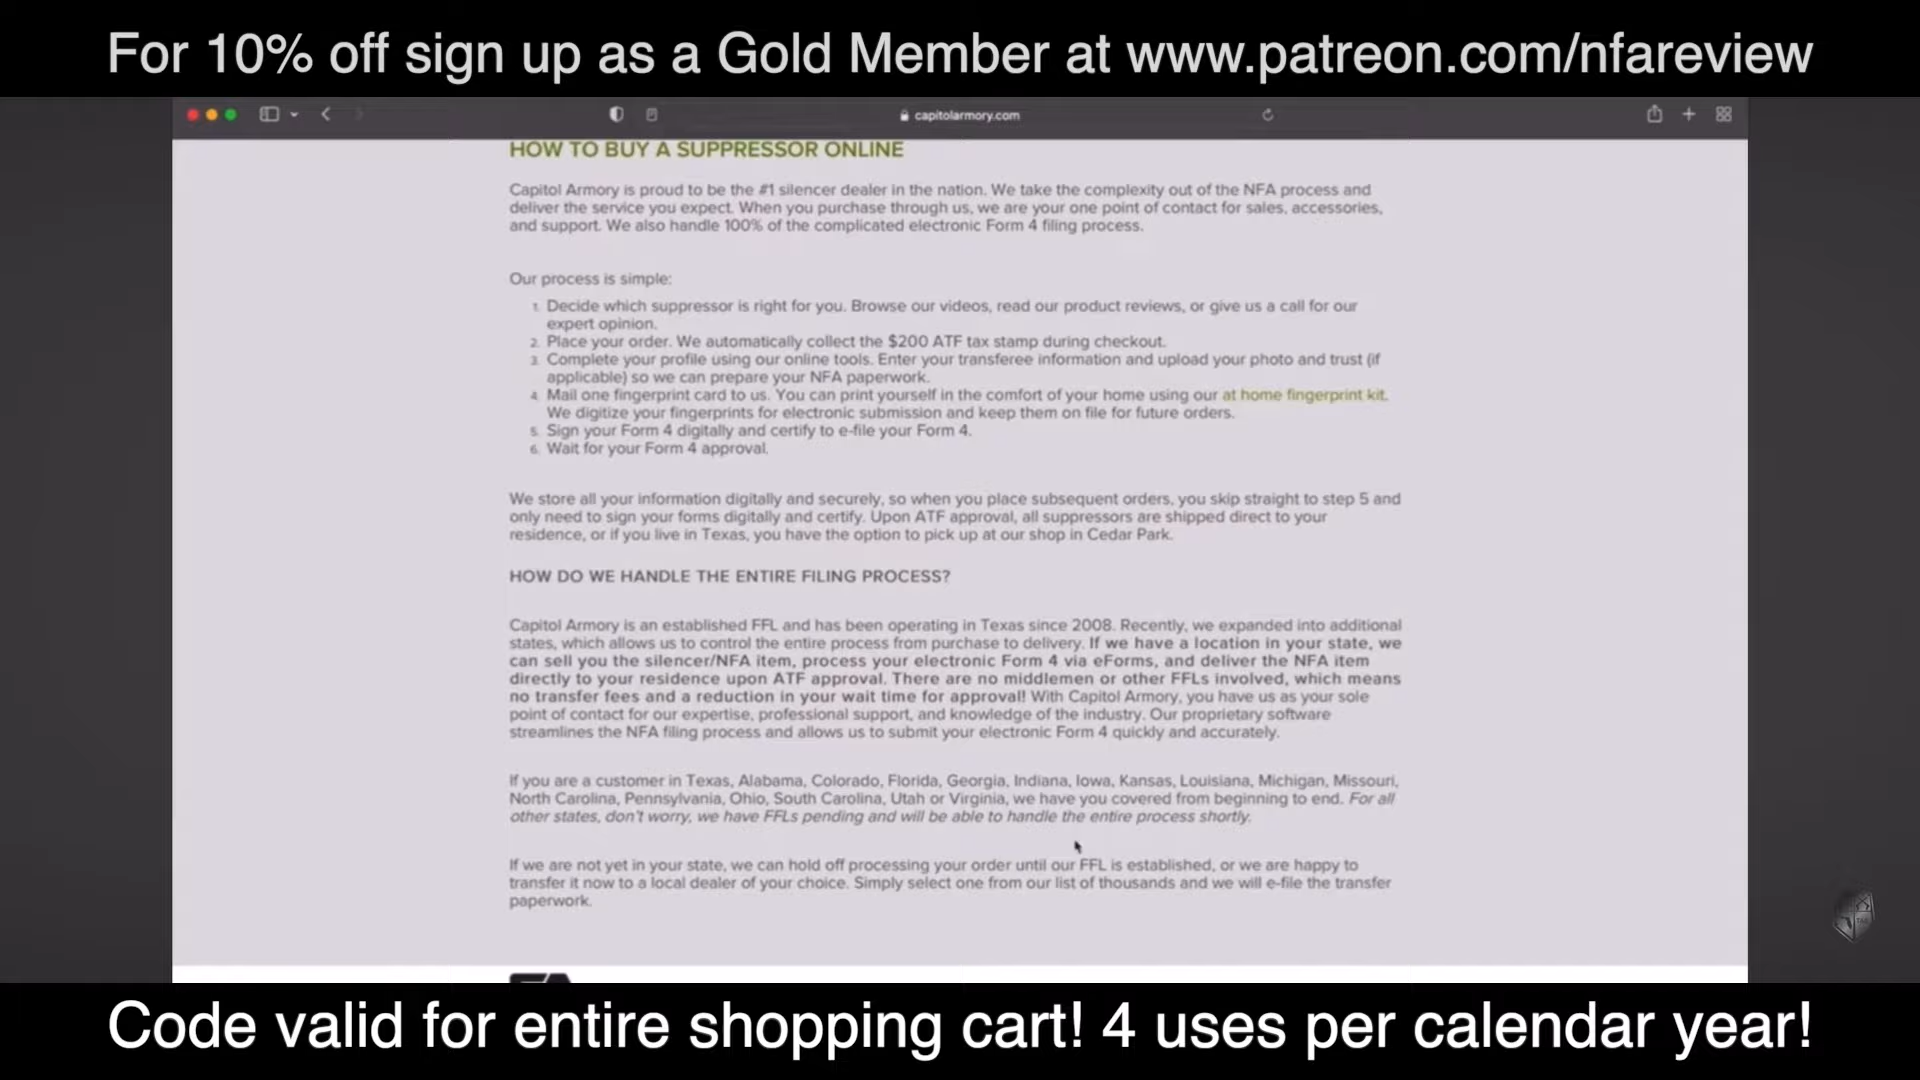 For 10% off sign up as a Gold Member at www.patreon.com/nfareview
capitolarmory.com
HOW TO BUY A SUPPRESSOR ONLINE
Capitol Armory is proud to be the #1 silencer dealer in the nation. We take the complexity out of the NFA process and
deliver the service you expect. When you purchase through us, we are your one point of contact for sales, accessories,
and support. We also handle 100% of the complicated electronic Form 4 filing process.
Our process is simple:
1. Decide which suppressor is right for you. Browse our videos, read our product reviews, or give us a call for our
expert opinion.
2. Place your order. We automatically collect the $200 ATF tax stamp during checkout.
3. Complete your profile using our online tools. Enter your transferee information and upload your photo and trust (if
applicable) so we can prepare your NFA paperwork.
4. Mail one fingerprint card to us. You can print yourself in the comfort of your home using our at home fingerprint kit.
We digitize your fingerprints for electronic submission and keep them on file for future orders.
5. Sign your Form 4 digitally and certify to e-file your Form 4.
6. Wait for your Form 4 approval.
We store all your information digitally and securely, so when you place subsequent orders, you skip straight to step 5 and
only need to sign your forms digitally and certify. Upon ATF approval, all suppressors are shipped direct to your
residence, or if you live in Texas, you have the option to pick up at our shop in Cedar Park.
HOW DO WE HANDLE THE ENTIRE FILING PROCESS?
Capitol Armory is an established FFL and has been operating in Texas since 2008. Recently, we expanded into additional
states, which allows us to control the entire process from purchase to delivery. If we have a location in your state, we
can sell you the silencer/NFA item, process your electronic Form 4 via eForms, and deliver the NFA item
directly to your residence upon ATF approval. There are no middlemen or other FFLs involved, which means
no transfer fees and a reduction in your wait time for approval! With Capitol Armory, you have us as your sole
point of contact for our expertise, professional support, and knowledge of the industry. Our proprietary software
streamlines the NFA filing process and allows us to submit your electronic Form 4 quickly and accurately.
If you are a customer in Texas, Alabama, Colorado, Florida, Georgia, Indiana, Iowa, Kansas, Louisiana, Michigan, Missouri,
North Carolina, Pennsylvania, Ohio, South Carolina, Utah or Virginia, we have you covered from beginning to end. For all
other states, don't worry, we have FFLs pending and will be able to handle the entire process shortly.
If we are not yet in your state, we can hold off processing your order until our FFL is established, or we are happy to
transfer it now to a local dealer of your choice. Simply select one from our list of thousands and we will e-file the transfer
paperwork.
Code valid for entire shopping cart! 4 uses per calendar year!